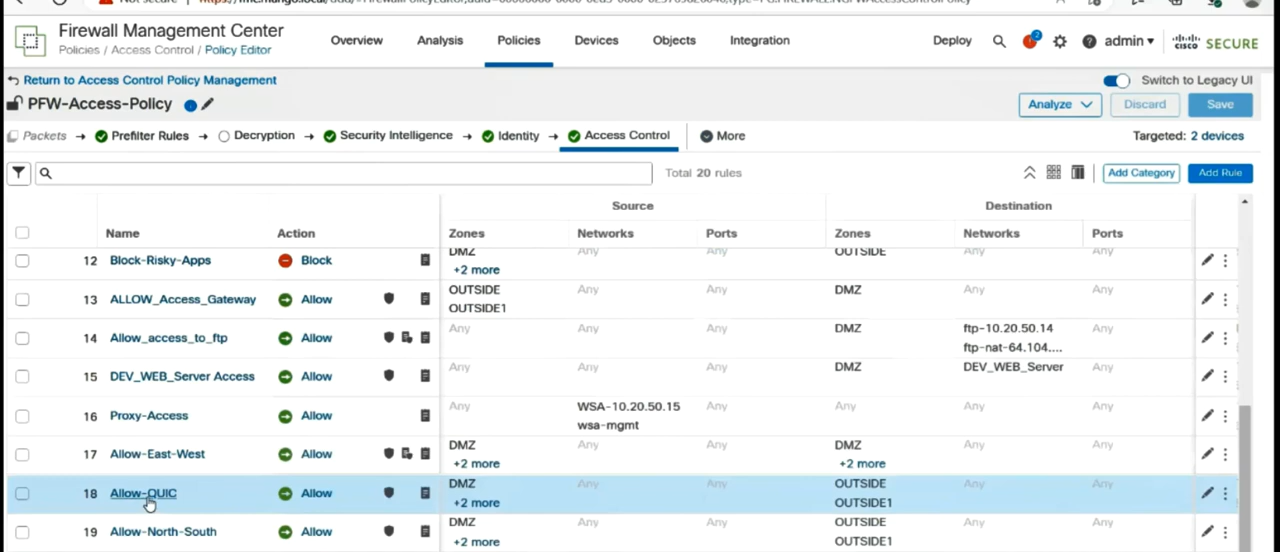 Firewall Management Center
Policies / Access Control / Policy Editor
Overview Analysis Policies Devices Objects Integration Deploy 2 admin CISCO SECURE
Return to Access Control Policy Management
Switch to Legacy UI
PFW-Access-Policy
Analyze Discard Save
Packets → Prefilter Rules → Decryption → Security Intelligence → Identity → Access Control More Targeted: 2 devices
Total 20 rules Add Category Add Rule
Source Destination
Name Action Zones Networks Ports Zones Networks Ports
12 Block-Risky-Apps Block DMZ Any Any OUTSIDE Any Any
+2 more
13 ALLOW_Access_Gateway Allow OUTSIDE Any Any DMZ Any Any
OUTSIDE1
14 Allow_access_to_ftp Allow Any Any Any DMZ ftp-10.20.50.14 Any
ftp-nat-64.104....
15 DEV_WEB_Server Access Allow Any Any Any DMZ DEV_WEB_Server Any
16 Proxy-Access Allow Any WSA-10.20.50.15 Any Any Any Any
wsa-mgmt
17 Allow-East-West Allow DMZ Any Any DMZ Any Any
+2 more +2 more
18 Allow-QUIC Allow DMZ Any Any OUTSIDE Any Any
+2 more OUTSIDE1
19 Allow-North-South Allow DMZ Any Any OUTSIDE Any Any
+2 more OUTSIDE1